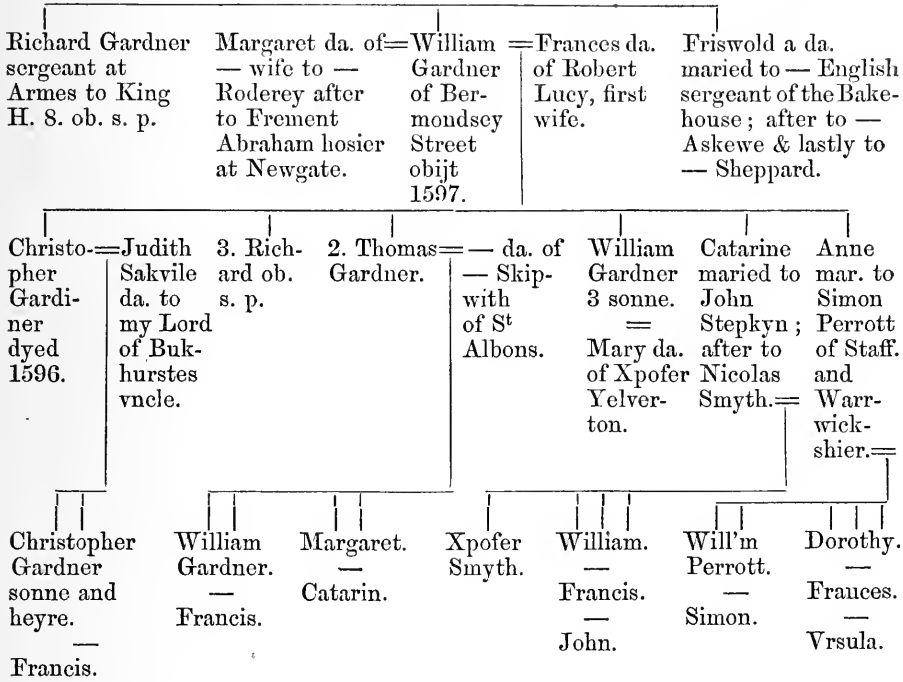 Richard Gardner
sergeant at
Armes to King
H. 8. ob. s. p.
Margaret da. of=
— wife to —
Roderey after
to Frement
Abraham hosier
at Newgate.
William
Gardner
of Ber-
mondsey
Street
obijt
1597.
=Frances da.
of Robert
Lucy, first
wife.
Friswold a da.
maried to — English
sergeant of the Bake-
house; after to —
Askewe & lastly to
— Sheppard.
Christo-=
pher
Gardi-
ner
dyed
1596.
Judith
Sakvile
da. to
my Lord
of Buk-
hurstes
vncle.
3. Rich-
ard ob.
s. p.
2. Thomas=
Gardner.
— da. of
— Skip-
with
of St
Albons.
William
Gardner
3 sonne.
=
Mary da.
of Xpofer
Yelver-
ton.
Catarine
maried to
John
Stepkyn;
after to
Nicolas
Smyth.=
Anne
mar. to
Simon
Perrott
of Staff.
and
Warr-
wick-
shier.=
Christopher
Gardner
sonne and
heyre.
—
Francis.
William
Gardner.
—
Francis.
Margaret.
—
Catarin.
Xpofer
Smyth.
William.
—
Francis.
—
John.
Will'm
Perrott.
—
Simon.
Dorothy.
—
Frances.
—
Vrsula.